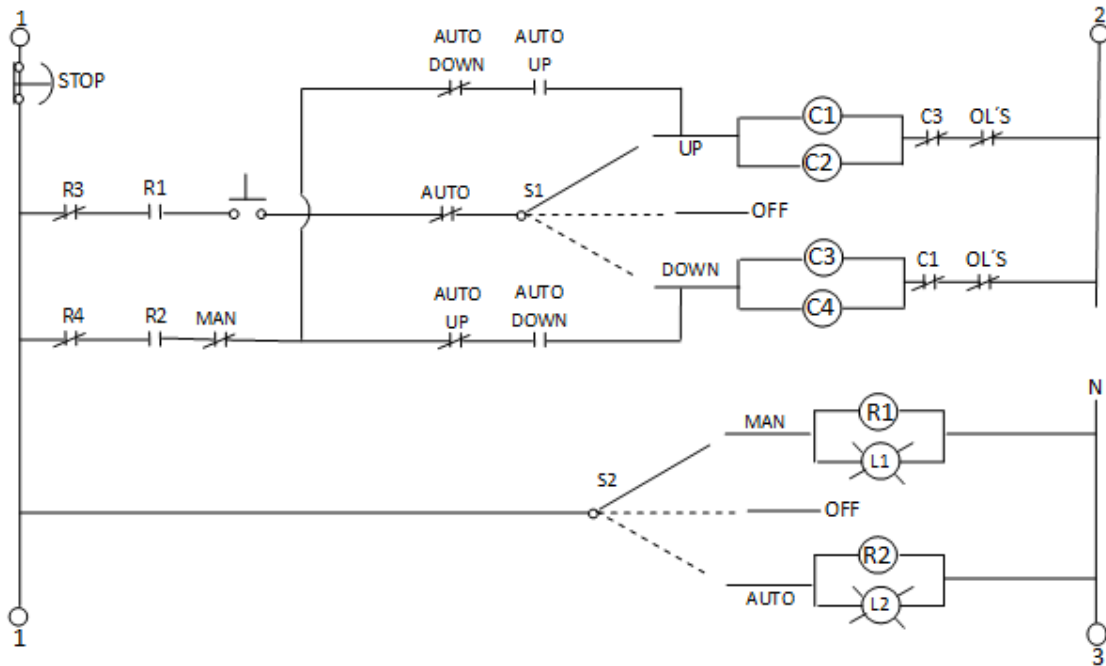 1
2
STOP
AUTO
DOWN
AUTO
UP
C1
C3
OL´S
UP
C2
R3
R1
AUTO
S1
OFF
DOWN
C3
C1
OL´S
C4
R4
R2
MAN
AUTO
UP
AUTO
DOWN
N
MAN
R1
L1
S2
OFF
R2
AUTO
L2
1
3